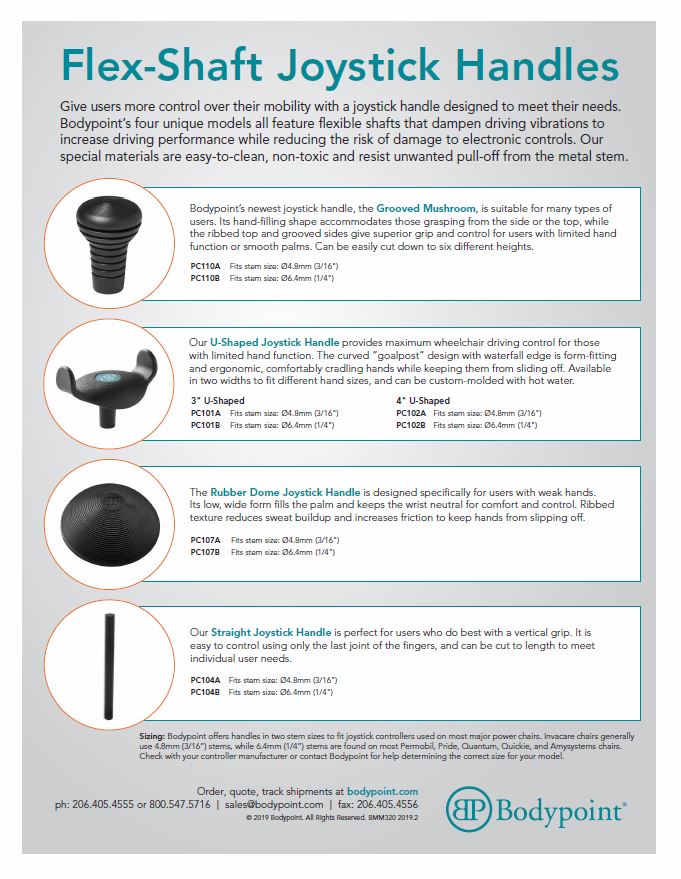 Flex-Shaft Joystick Handles
Give users more control over their mobility with a joystick handle designed to meet their needs.
Bodypoint's four unique models all feature flexible shafts that dampen driving vibrations to
increase driving performance while reducing the risk of damage to electronic controls. Our
special materials are easy-to-clean, non-toxic and resist unwanted pull-off from the metal stem.
Bodypoint's newest joystick handle, the Grooved Mushroom, is suitable for many types of
users. Its hand-filling shape accommodates those grasping from the side or the top, while
the ribbed top and grooved sides give superior grip and control for users with limited hand
function or smooth palms. Can be easily cut down to six different heights.
PC110A Fits stem size: Ø4.8mm (3/16")
PC110B Fits stem size: Ø6.4mm (1/4")
Our U-Shaped Joystick Handle provides maximum wheelchair driving control for those
with limited hand function. The curved "goalpost" design with waterfall edge is form-fitting
and ergonomic, comfortably cradling hands while keeping them from sliding off. Available
in two widths to fit different hand sizes, and can be custom-molded with hot water.
3" U-Shaped
PC101A Fits stem size: Ø4.8mm (3/16")
PC101B Fits stem size: Ø6.4mm (1/4")
4" U-Shaped
PC102A Fits stem size: Ø4.8mm (3/16")
PC102B Fits stem size: Ø6.4mm (1/4")
The Rubber Dome Joystick Handle is designed specifically for users with weak hands.
Its low, wide form fills the palm and keeps the wrist neutral for comfort and control. Ribbed
texture reduces sweat buildup and increases friction to keep hands from slipping off.
PC107A Fits stem size: Ø4.8mm (3/16")
PC107B Fits stem size: Ø6.4mm (1/4")
Our Straight Joystick Handle is perfect for users who do best with a vertical grip. It is
easy to control using only the last joint of the fingers, and can be cut to length to meet
individual user needs.
PC104A Fits stem size: Ø4.8mm (3/16")
PC104B Fits stem size: Ø6.4mm (1/4")
Sizing: Bodypoint offers handles in two stem sizes to fit joystick controllers used on most major power chairs. Invacare chairs generally
use 4.8mm (3/16") stems, while 6.4mm (1/4") stems are found on most Permobil, Pride, Quantum, Quickie, and Amysystems chairs.
Check with your controller manufacturer or contact Bodypoint for help determining the correct size for your model.
Order, quote, track shipments at bodypoint.com
ph: 206.405.4555 or 800.547.5716 | sales@bodypoint.com | fax: 206.405.4556
© 2019 Bodypoint. All Rights Reserved. BMM320 2019.2
BP Bodypoint®